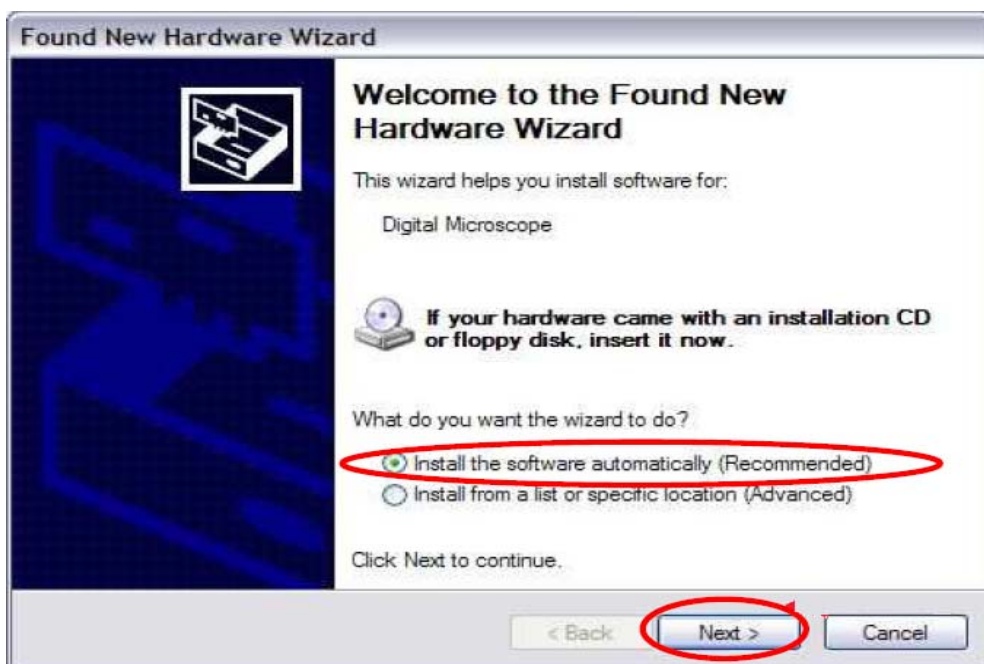 Found New Hardware Wizard
Welcome to the Found New
Hardware Wizard
This wizard helps you install software for:
Digital Microscope
If your hardware came with an installation CD
or floppy disk, insert it now.
What do you want the wizard to do?
Install the software automatically (Recommended)
Install from a list or specific location (Advanced)
Click Next to continue.
< Back
Next >
Cancel